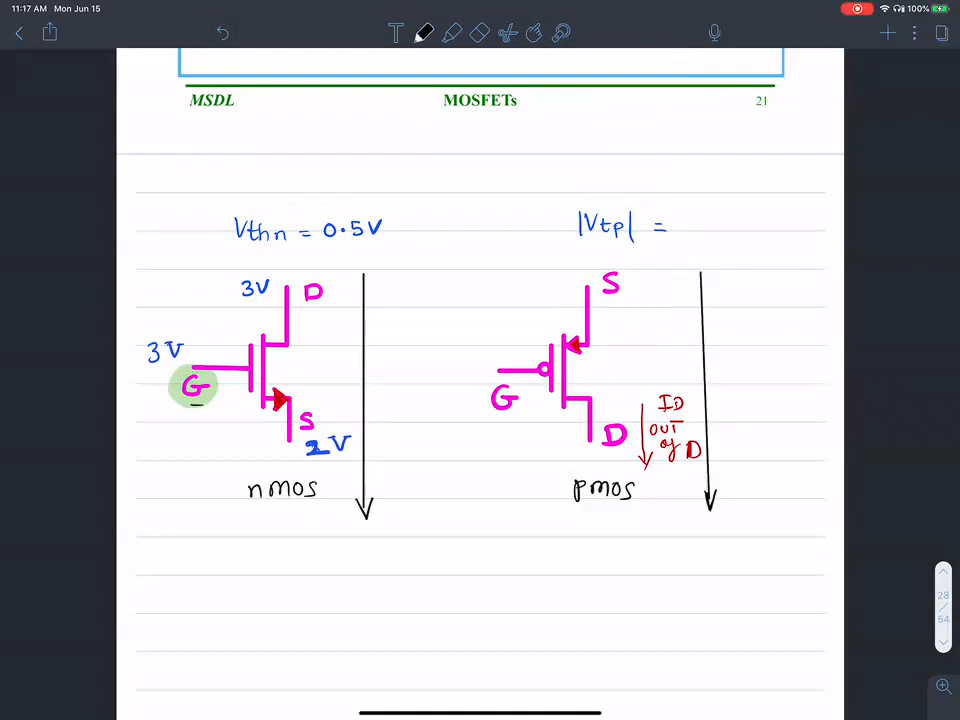 11:17 AM Mon Jun 15
100%
MSDL MOSFETs 21
Vthn = 0.5V
|Vtp| =
3V D
S
3V
G
S
2V
G
D
ID
out
of D
nmos
pmos
28
/
54